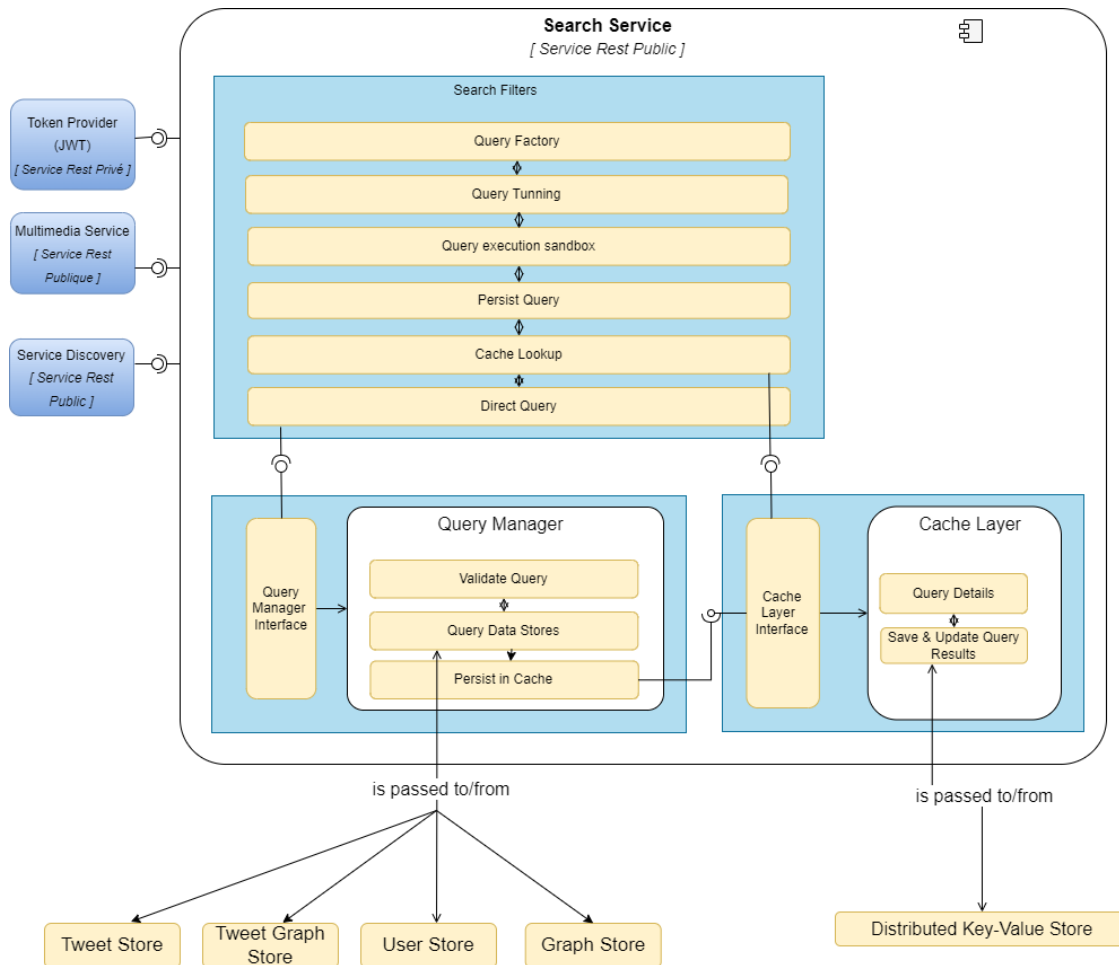 Search Service
[ Service Rest Public ]
Search Filters
Query Factory
Query Tunning
Query execution sandbox
Persist Query
Cache Lookup
Direct Query
Token Provider
(JWT)
[ Service Rest Privé ]
Multimedia Service
[ Service Rest
Publique ]
Service Discovery
[ Service Rest
Public ]
Query
Manager
Interface
Query Manager
Validate Query
Query Data Stores
Persist in Cache
Cache
Layer
Interface
Cache Layer
Query Details
Save & Update Query
Results
is passed to/from
is passed to/from
Tweet Store
Tweet Graph
Store
User Store
Graph Store
Distributed Key-Value Store